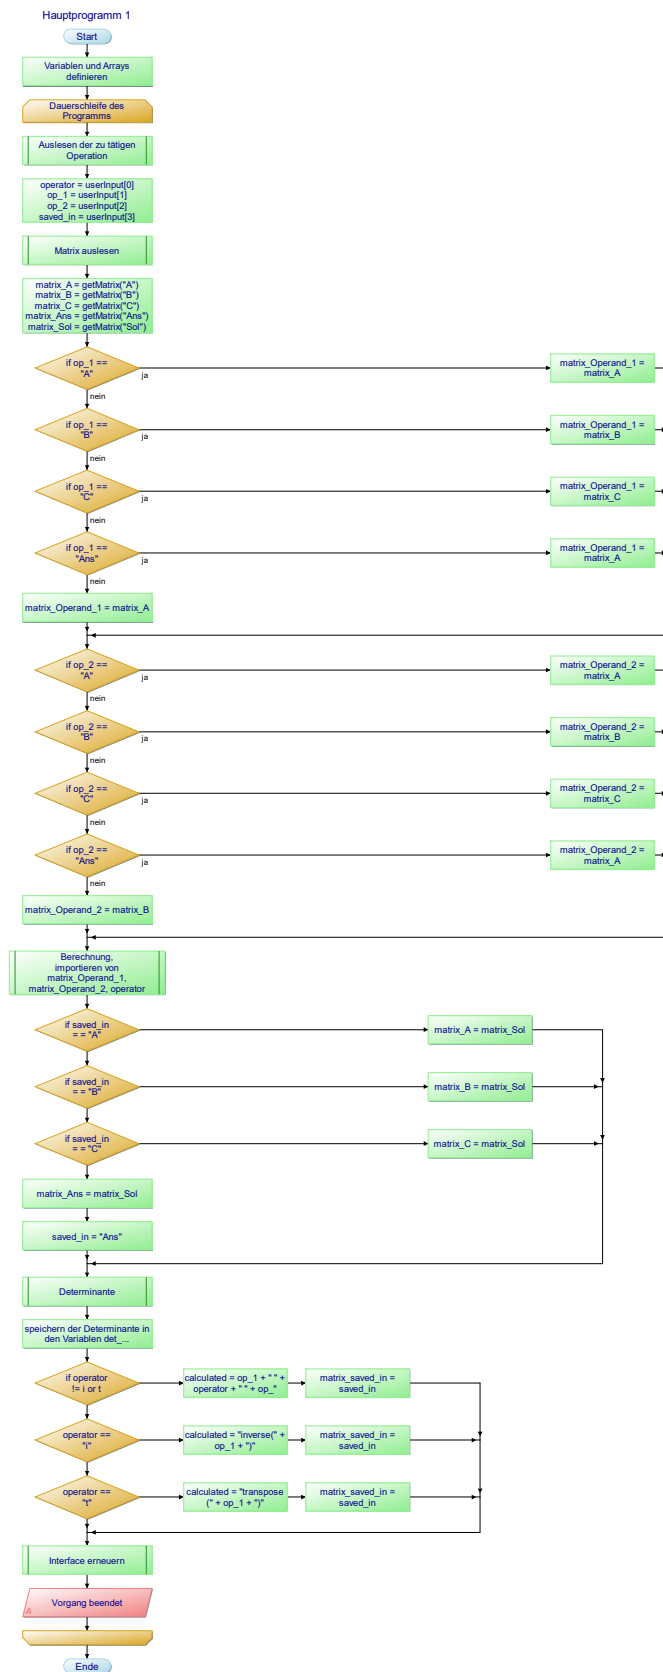 Hauptprogramm 1
Start
Variablen und Arrays
definieren
Dauerschleife des
Programms
Auslesen der zu tätigen
Operation
operator = userInput[0]
op_1 = userInput[1]
op_2 = userInput[2]
saved_in = userInput[3]
Matrix auslesen
matrix_A = getMatrix("A")
matrix_B = getMatrix("B")
matrix_C = getMatrix("C")
matrix_Ans = getMatrix("Ans")
matrix_Sol = getMatrix("Sol")
if op_1 ==
"A"
ja
matrix_Operand_1 =
matrix_A
nein
if op_1 ==
"B"
ja
matrix_Operand_1 =
matrix_B
nein
if op_1 ==
"C"
ja
matrix_Operand_1 =
matrix_C
nein
if op_1 ==
"Ans"
ja
matrix_Operand_1 =
matrix_A
nein
matrix_Operand_1 = matrix_A
if op_2 ==
"A"
ja
matrix_Operand_2 =
matrix_A
nein
if op_2 ==
"B"
ja
matrix_Operand_2 =
matrix_B
nein
if op_2 ==
"C"
ja
matrix_Operand_2 =
matrix_C
nein
if op_2 ==
"Ans"
ja
matrix_Operand_2 =
matrix_A
nein
matrix_Operand_2 = matrix_B
Berechnung,
importieren von
matrix_Operand_1,
matrix_Operand_2, operator
if saved_in
= = "A"
matrix_A = matrix_Sol
if saved_in
= = "B"
matrix_B = matrix_Sol
if saved_in
= = "C"
matrix_C = matrix_Sol
matrix_Ans = matrix_Sol
saved_in = "Ans"
Determinante
speichern der Determinante in
den Variablen det_...
if operator
!= i or t
calculated = op_1 + " " +
operator + " " + op_"
matrix_saved_in =
saved_in
operator ==
"i"
calculated = "inverse(" +
op_1 + ")"
matrix_saved_in =
saved_in
operator ==
"t"
calculated = "transpose
(" + op_1 + ")"
matrix_saved_in =
saved_in
Interface erneuern
Vorgang beendet
A
Ende